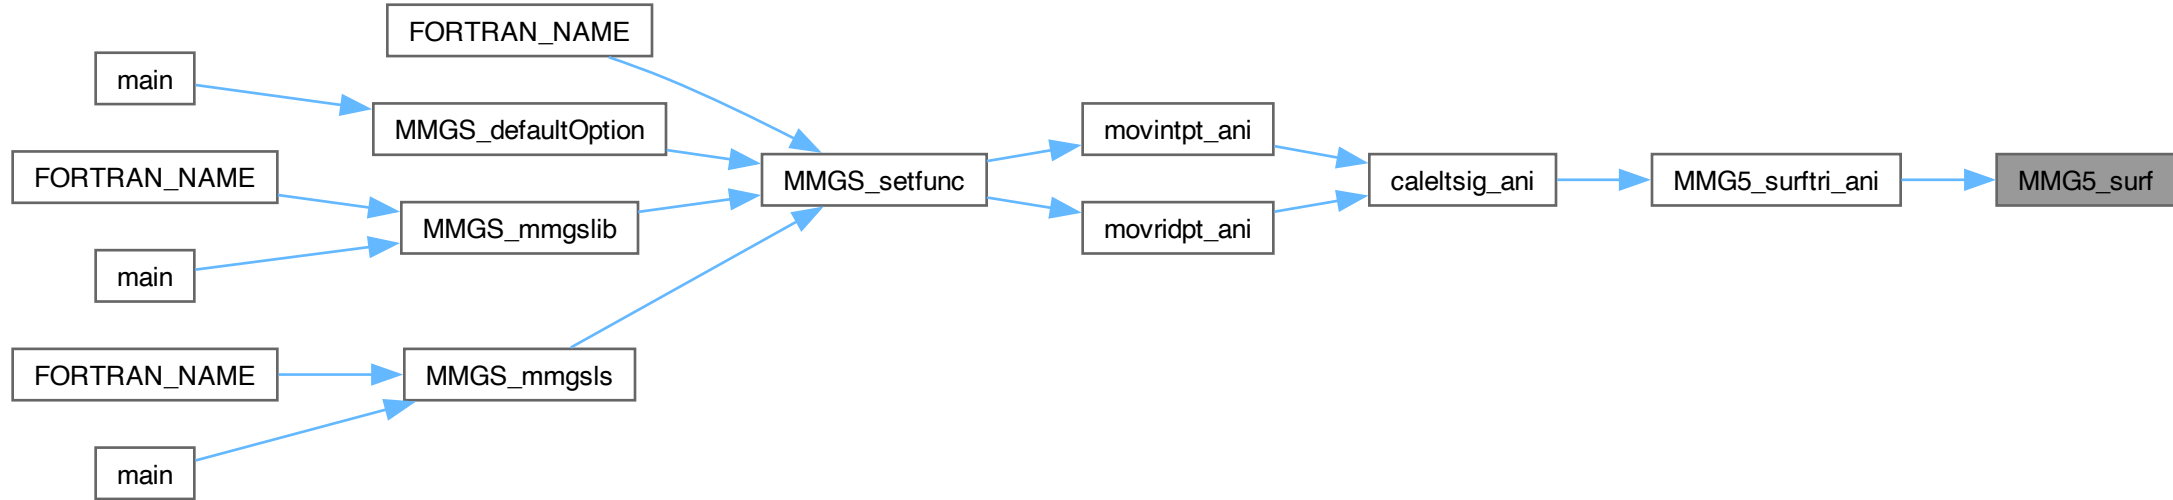 FORTRAN_NAME
main
MMGS_defaultOption
movintpt_ani
FORTRAN_NAME
MMGS_setfunc
caleltsig_ani
MMG5_surftri_ani
MMG5_surf
MMGS_mmgslib
movridpt_ani
main
FORTRAN_NAME
MMGS_mmgsls
main